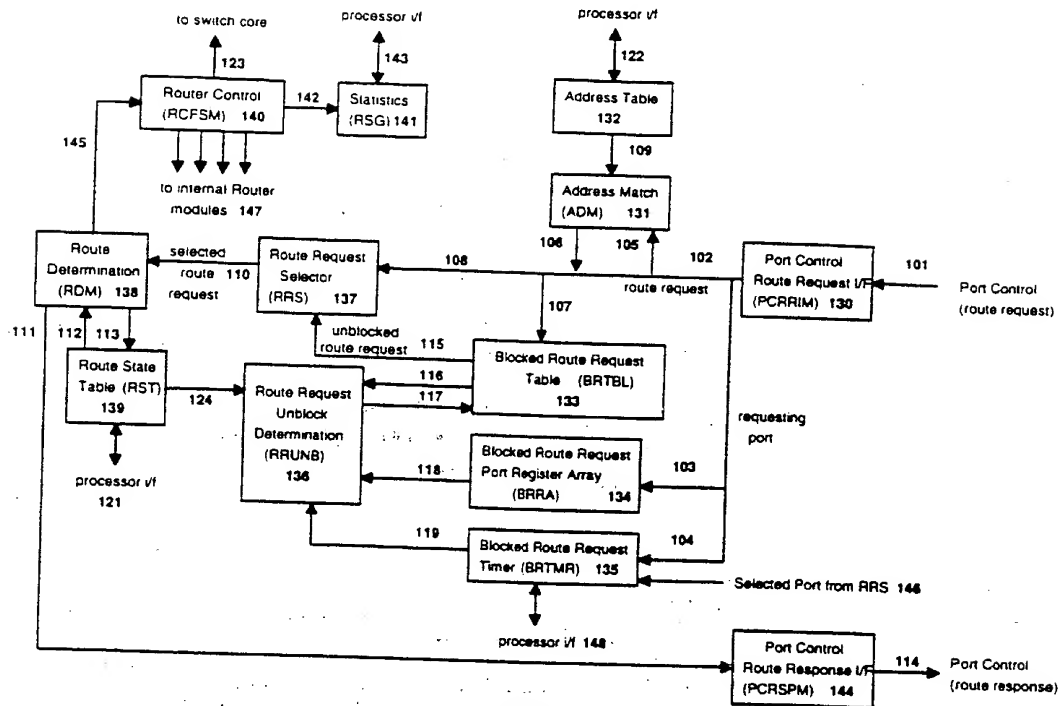 to switch core
processor i/f
processor i/f
123
143
122
Router Control
(RCFSM) 140
142
Statistics
(RSG) 141
Address Table
132
145
109
to internal Router
modules 147
Address Match
(ADM) 131
106
105
102
101
Route
Determination
(RDM) 138
selected
route 110
request
Route Request
Selector
(RRS)
137
108
route request
Port Control
Route Request I/F
(PCRRIM) 130
Port Control
(route request)
107
111
112
113
unblocked
route request
115
Route State
Table (RST)
139
124
Route Request
Unblock
Determination
(RRUNB)
136
116
117
Blocked Route Request
Table (BRTBL)
133
requesting
port
processor i/f
121
118
Blocked Route Request
Port Register Array
(BRRA) 134
103
119
Blocked Route Request
Timer (BRTMR) 135
104
Selected Port from RRS 146
processor i/f 148
Port Control
Route Response I/F
(PCRSPM) 144
114
Port Control
(route response)